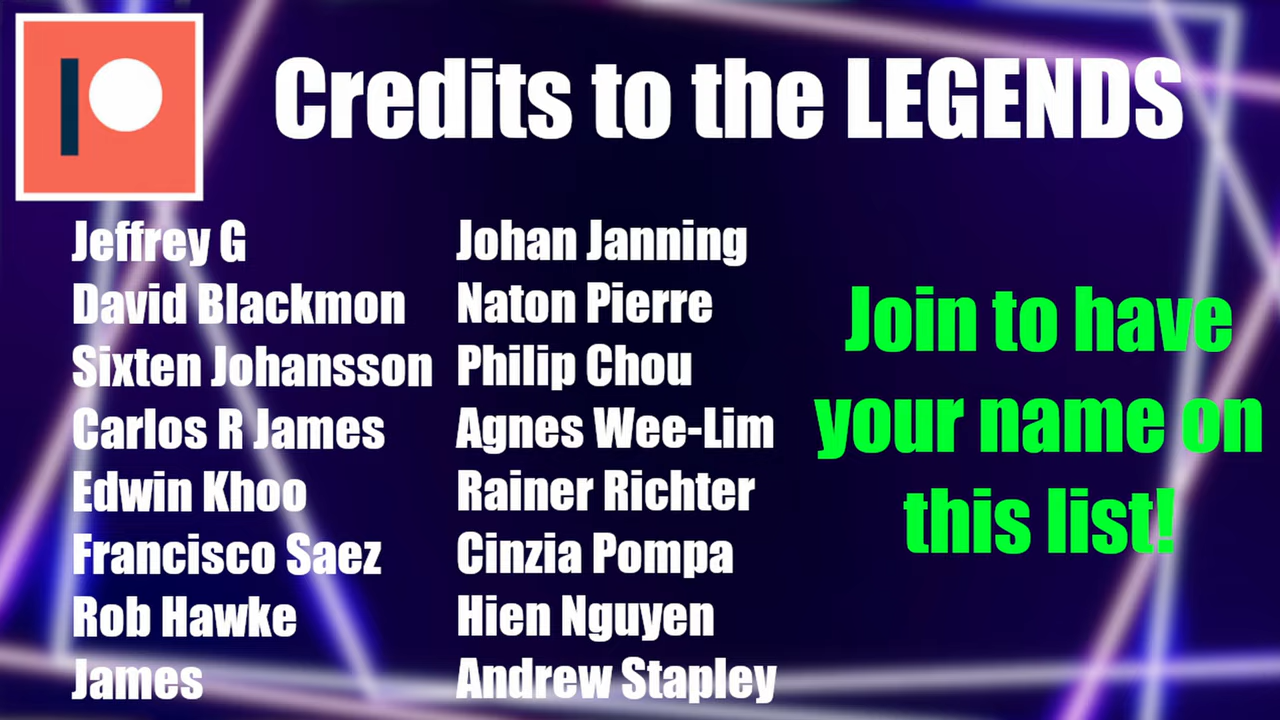 Credits to the LEGENDS
Jeffrey G
David Blackmon
Sixten Johansson
Carlos R James
Edwin Khoo
Francisco Saez
Rob Hawke
James
Johan Janning
Naton Pierre
Philip Chou
Agnes Wee-Lim
Rainer Richter
Cinzia Pompa
Hien Nguyen
Andrew Stapley
Join to have
your name on
this list!